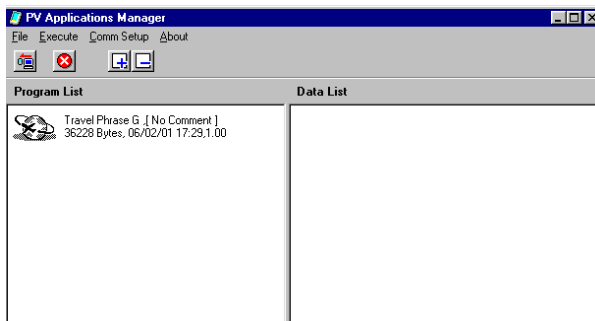 PV Applications Manager
File Execute Comm Setup About
Program List Data List
Travel Phrase G ,[ No Comment ]
36228 Bytes, 06/02/01 17:29,1.00